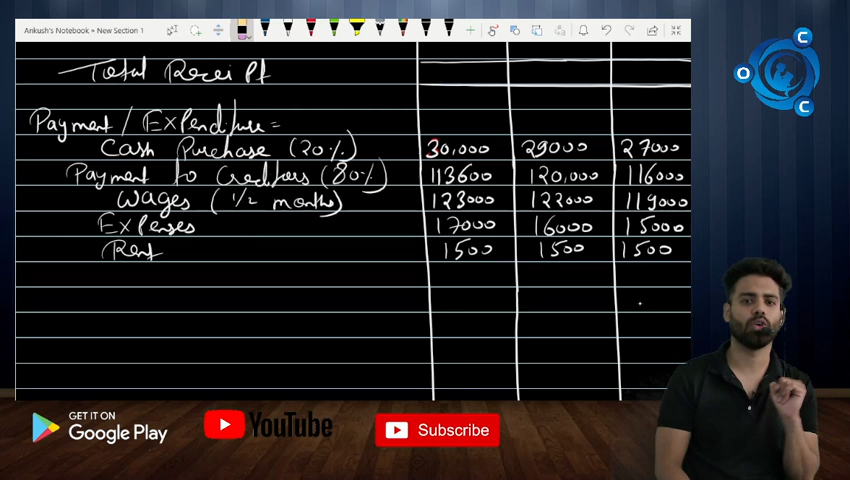 Ankush's Notebook » New Section 1
Total Receipt
Payment / Expenditure =
Cash Purchase (20%) 30,000 29000 27000
Payment to Creditors (80%) 113600 120,000 116000
Wages (1/2 months) 123000 122000 119000
Expenses 17000 16000 15000
Rent 1500 1500 1500
O C C
GET IT ON
Google Play
YouTube
Subscribe